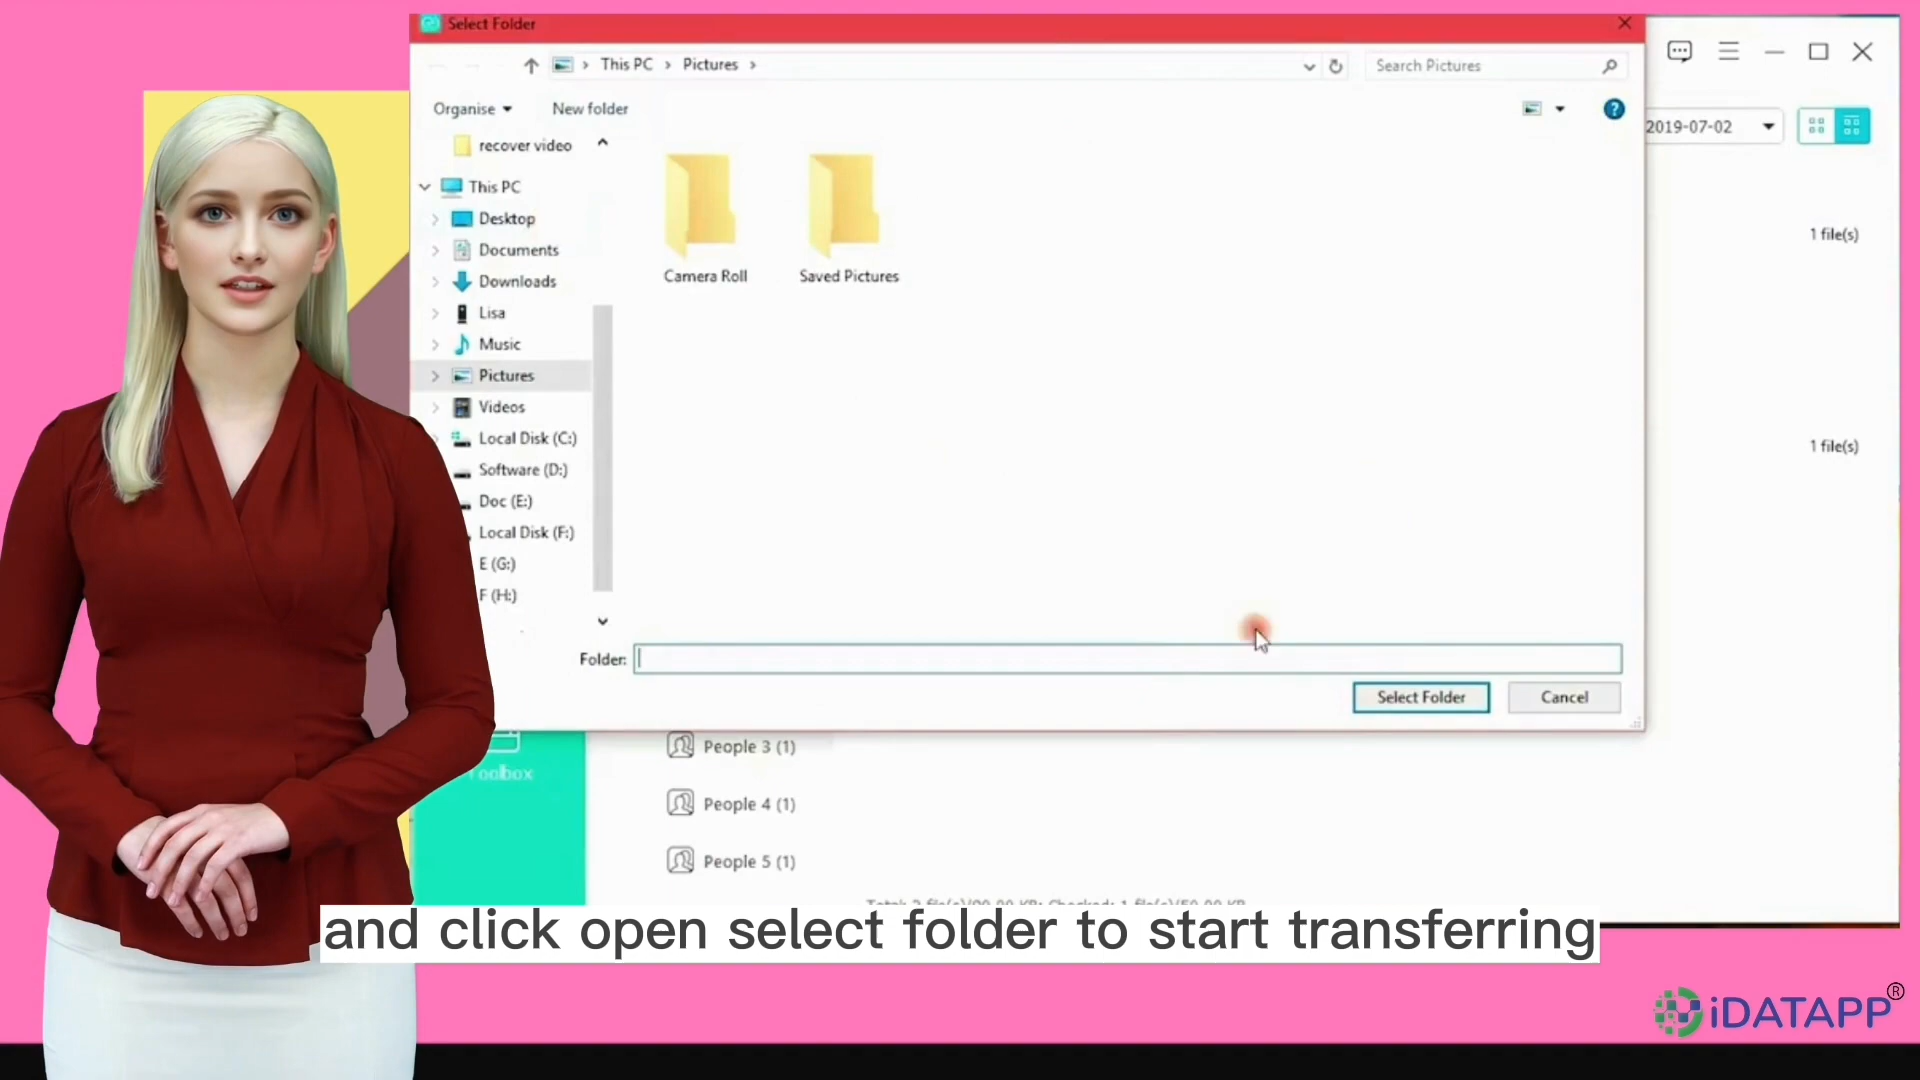 Select Folder
This PC > Pictures >
Search Pictures
Organise
New folder
2019-07-02
recover video
This PC
Desktop
Documents
Downloads
Lisa
Music
Pictures
Videos
Local Disk (C:)
Software (D:)
Doc (E:)
Local Disk (F:)
E (G:)
F (H:)
Camera Roll
Saved Pictures
1 file(s)
1 file(s)
Folder:
Select Folder
Cancel
Toolbox
People 3 (1)
People 4 (1)
People 5 (1)
and click open select folder to start transferring
iDATAPP®